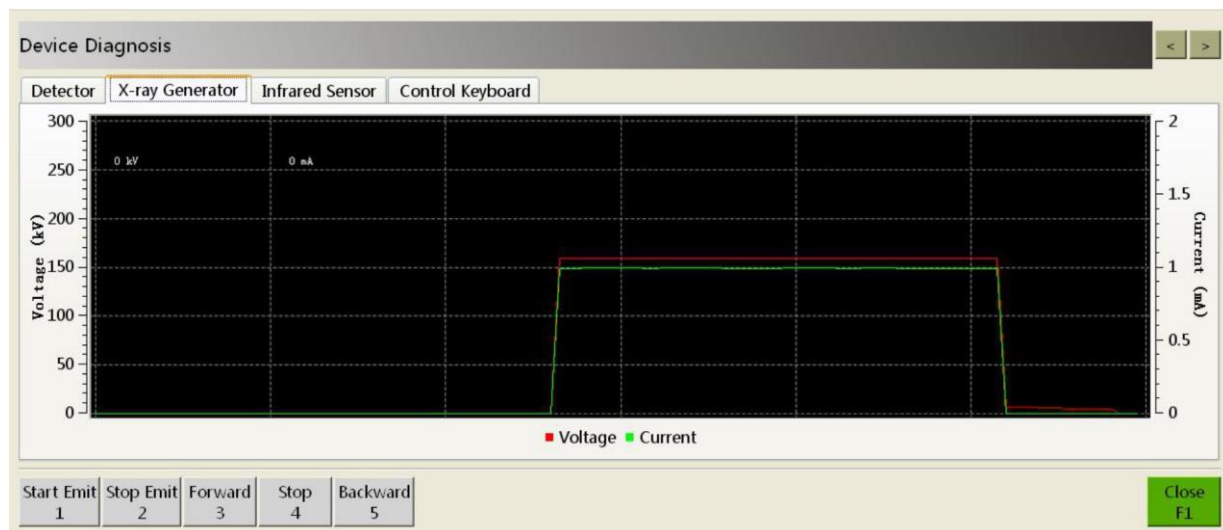 Device Diagnosis < >
Detector X-ray Generator Infrared Sensor Control Keyboard
300 2
0 kV 0 mA
250
1.5
200
150 1
100
0.5
50
0 0
Voltage (kV)
Current (mA)
Voltage Current
Start Emit Stop Emit Forward Stop Backward Close
1 2 3 4 5 F1